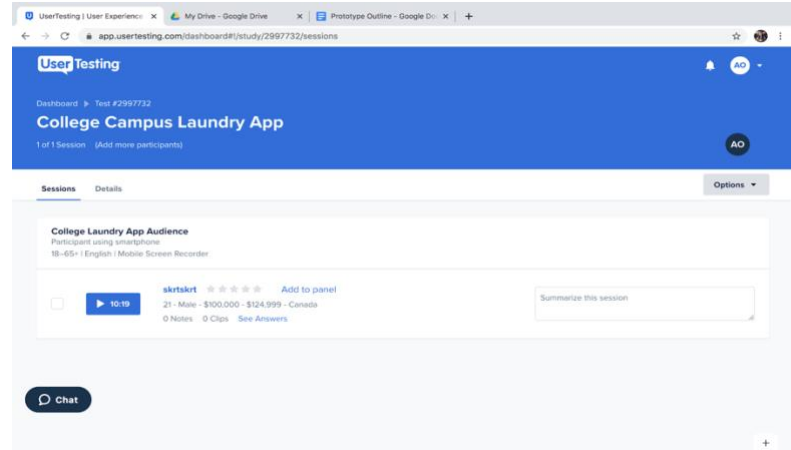 UserTesting | User Experience
My Drive - Google Drive
Prototype Outline - Google Do
app.usertesting.com/dashboard#!/study/2997732/sessions
UserTesting
AO
Dashboard ▶ Test #2997732
College Campus Laundry App
1 of 1 Session (Add more participants)
AO
Sessions Details
Options
College Laundry App Audience
Participant using smartphone
18-65+ | English | Mobile Screen Recorder
skrtskrt Add to panel
10:19
21 - Male - $100,000 - $124,999 - Canada
Summarize this session
0 Notes 0 Clips See Answers
Chat